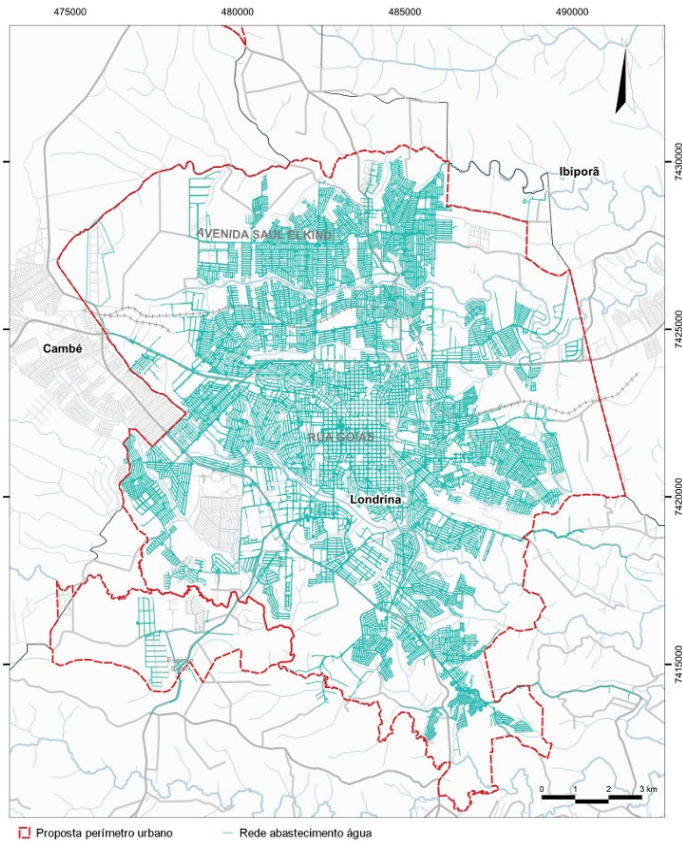 475000 480000 485000 490000
N
7430000
Ibiporã
AVENIDA SAUL ELKIND
7425000
Cambé
RUA GOIÁS
7420000
Londrina
7415000
0 1 2 3 km
Proposta perímetro urbano Rede abastecimento água